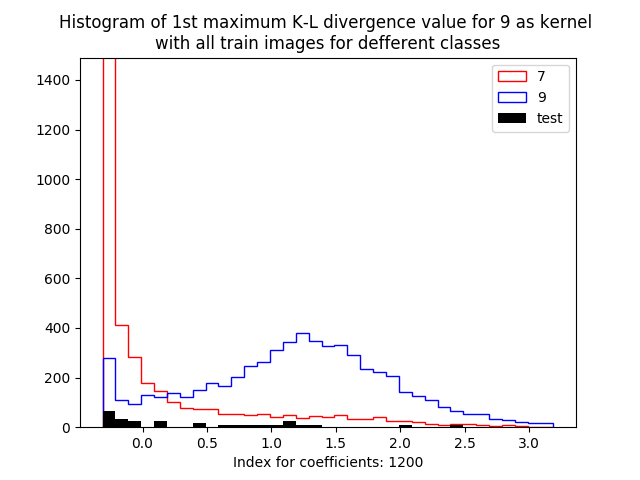 Histogram of 1st maximum K-L divergence value for 9 as kernel
with all train images for defferent classes
1400
1200
1000
800
600
400
200
0
7
9
test
0.0 0.5 1.0 1.5 2.0 2.5 3.0
Index for coefficients: 1200